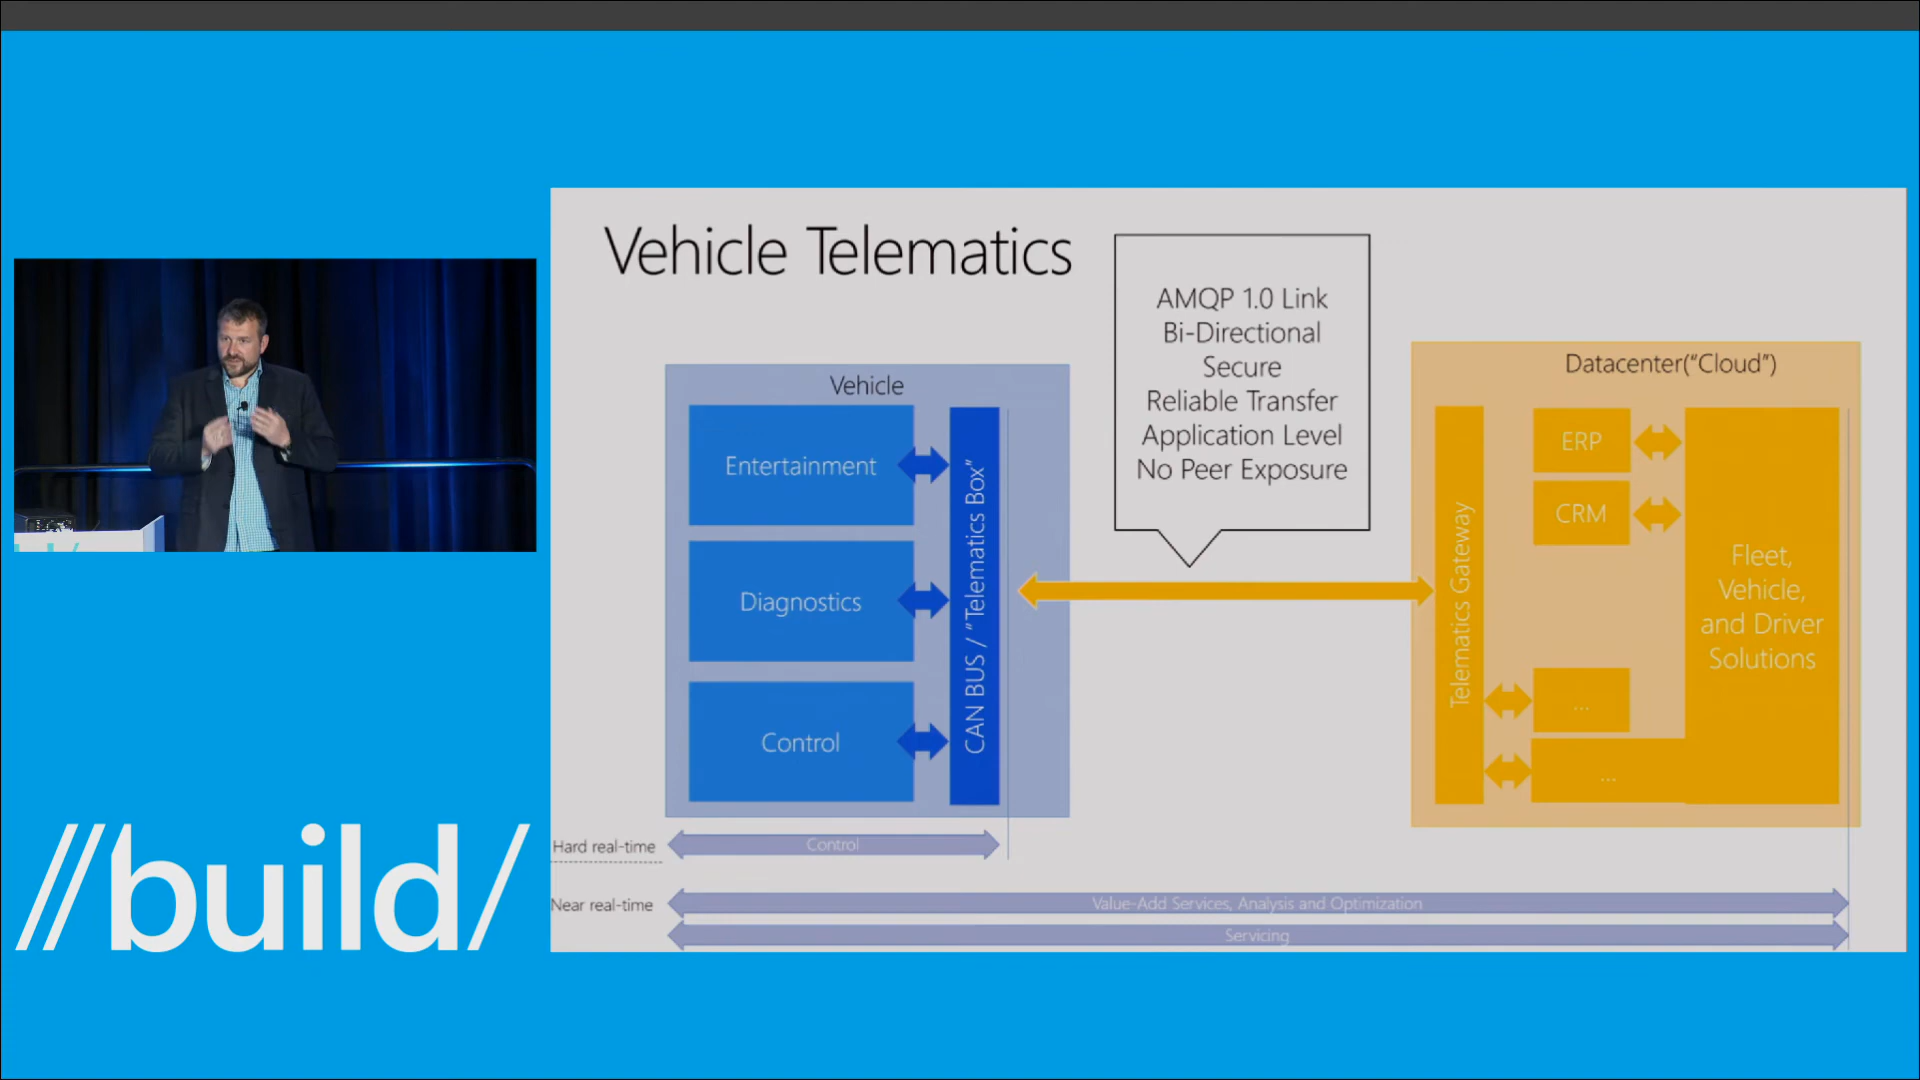 Vehicle Telematics
AMQP 1.0 Link
Bi-Directional
Secure
Reliable Transfer
Application Level
No Peer Exposure
Vehicle
Entertainment
Diagnostics
Control
CAN BUS / "Telematics Box"
Datacenter("Cloud")
Telematics Gateway
ERP
CRM
...
...
Fleet,
Vehicle,
and Driver
Solutions
Hard real-time
Control
Near real-time
Value-Add Services, Analysis and Optimization
Servicing
//build/